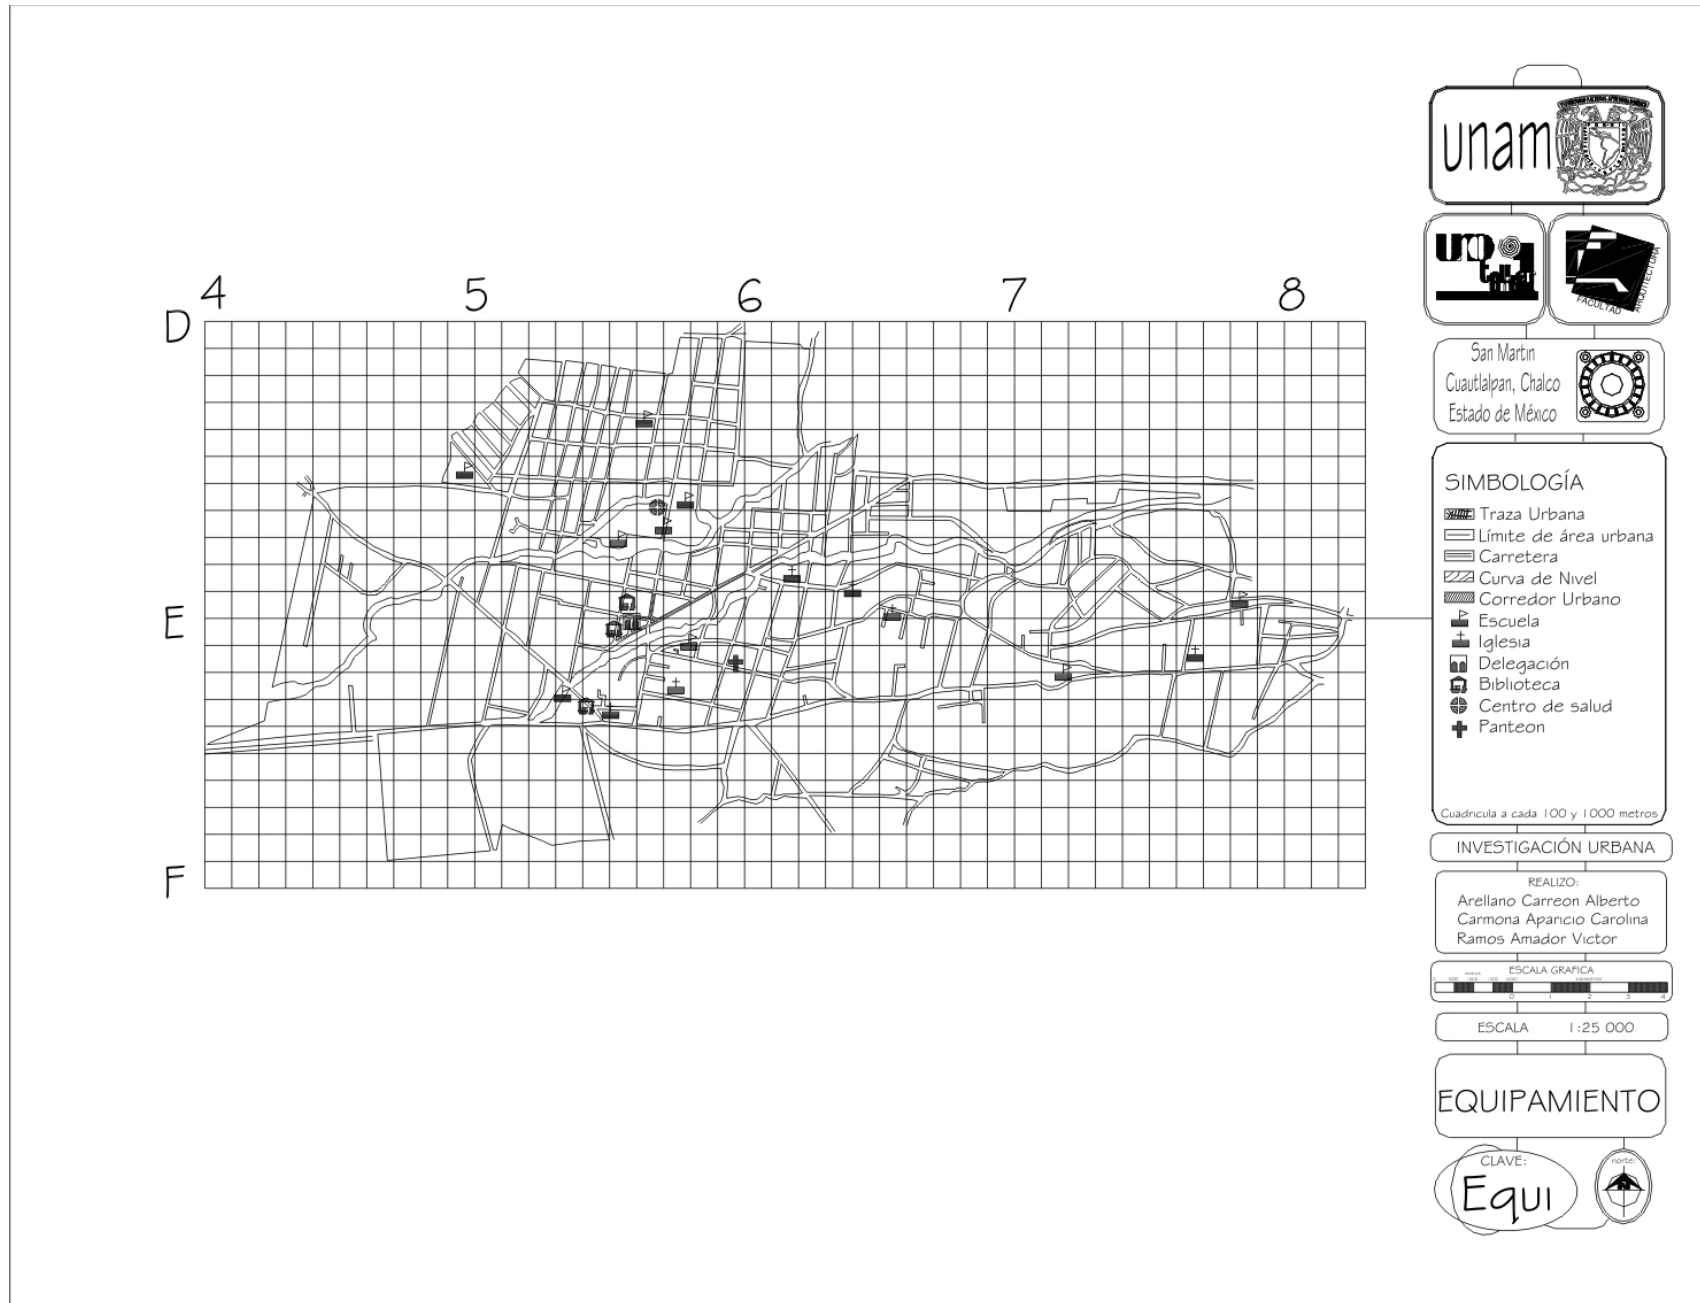 4 5 6 7 8
D
E
F
unam
FACULTAD
ARQUITECTURA
San Martin
Cuautlalpan, Chalco
Estado de México
SIMBOLOGÍA
Traza Urbana
Límite de área urbana
Carretera
Curva de Nivel
Corredor Urbano
Escuela
Iglesia
Delegación
Biblioteca
Centro de salud
Panteon
Cuadricula a cada 100 y 1000 metros
INVESTIGACIÓN URBANA
REALIZO:
Arellano Carreon Alberto
Carmona Aparicio Carolina
Ramos Amador Victor
ESCALA GRAFICA
0 1 2 3 4
ESCALA 1:25 000
EQUIPAMIENTO
CLAVE:
Equi
norte: